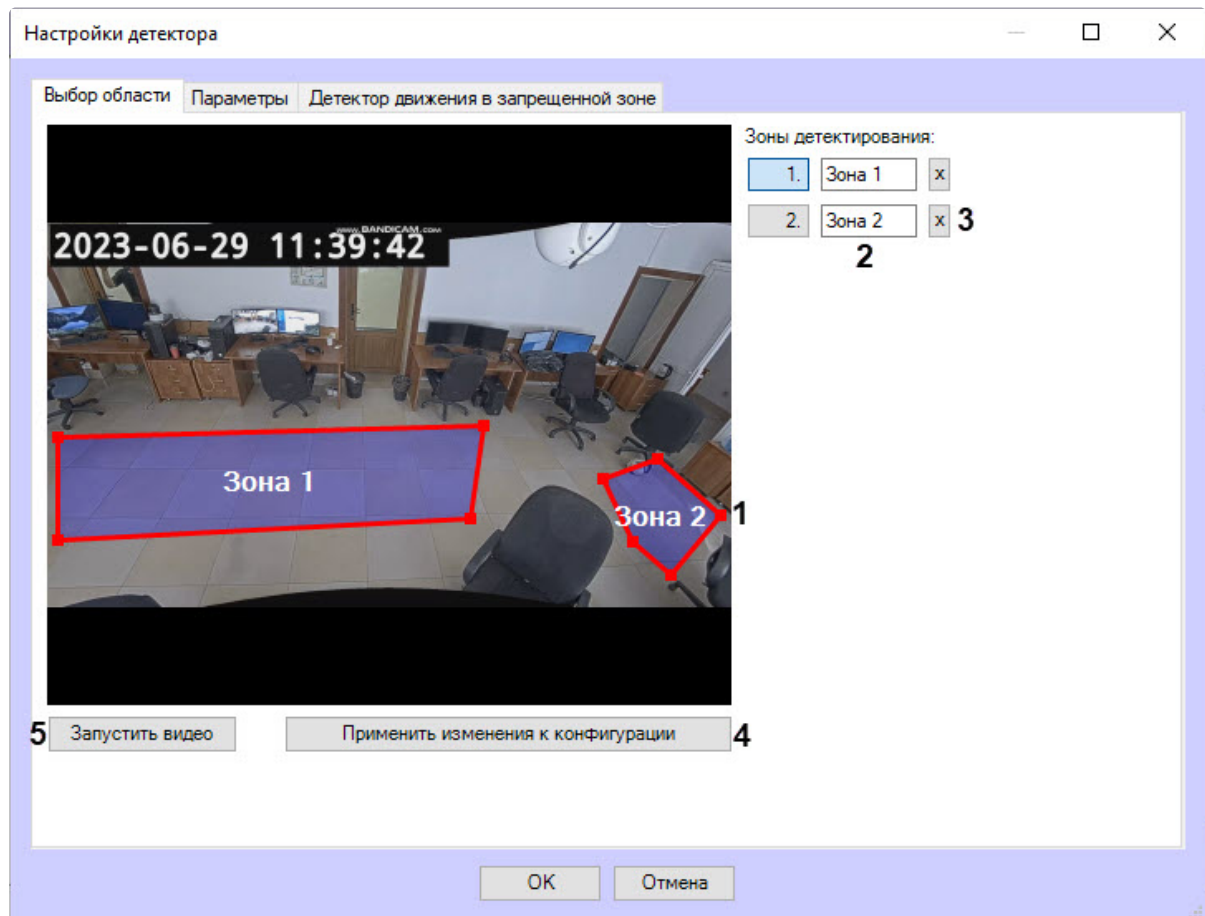 Настройки детектора
Выбор области Параметры Детектор движения в запрещенной зоне
Зоны детектирования:
1. Зона 1 x
2. Зона 2 x 3
2
www.BANDICAM.com
2023-06-29 11:39:42
Зона 1
Зона 2 1
5 Запустить видео Применить изменения к конфигурации 4
OK Отмена